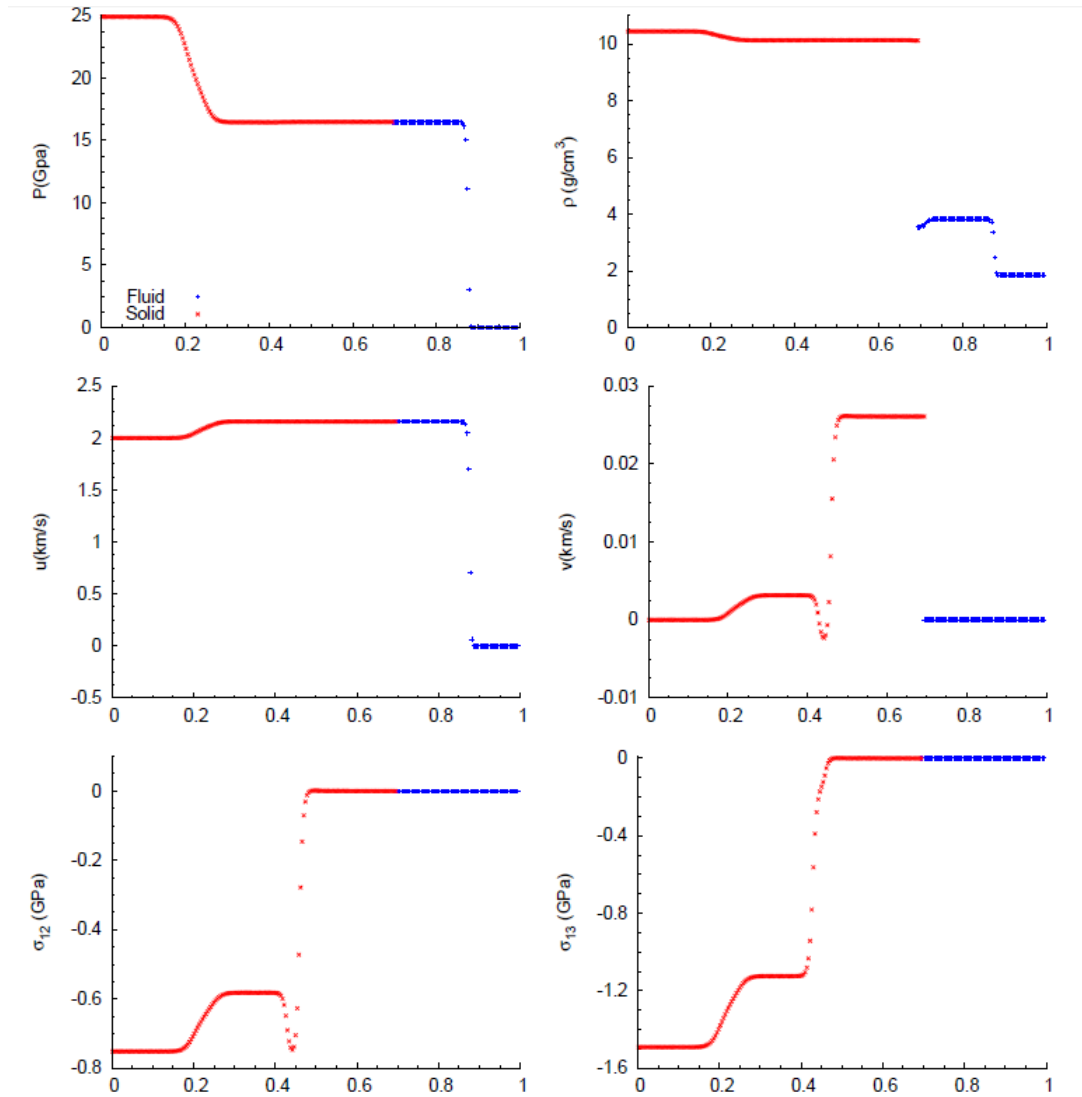 25
20
15
10
5
0
P(Gpa)
Fluid
Solid
0 0.2 0.4 0.6 0.8 1
10
8
6
4
2
0
ρ (g/cm³)
0 0.2 0.4 0.6 0.8 1
2.5
2
1.5
1
0.5
0
-0.5
u(km/s)
0 0.2 0.4 0.6 0.8 1
0.03
0.02
0.01
0
-0.01
v(km/s)
0 0.2 0.4 0.6 0.8 1
0
-0.2
-0.4
-0.6
-0.8
σ₁₂ (GPa)
0 0.2 0.4 0.6 0.8 1
0
-0.4
-0.8
-1.2
-1.6
σ₁₃ (GPa)
0 0.2 0.4 0.6 0.8 1